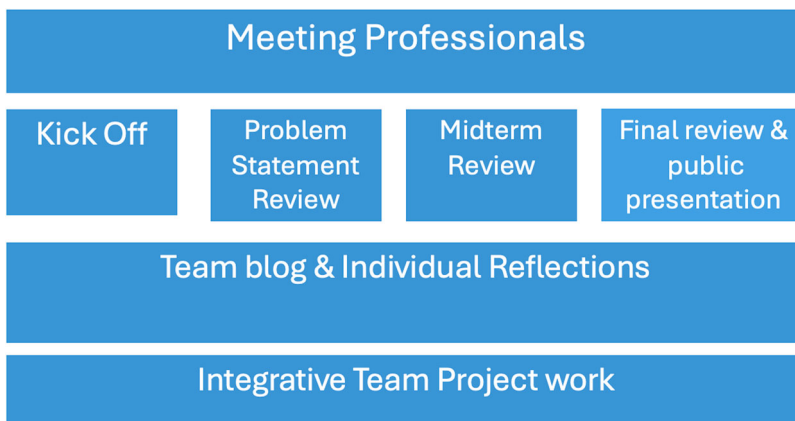 Meeting Professionals
Kick Off
Problem
Statement
Review
Midterm
Review
Final review &
public
presentation
Team blog & Individual Reflections
Integrative Team Project work